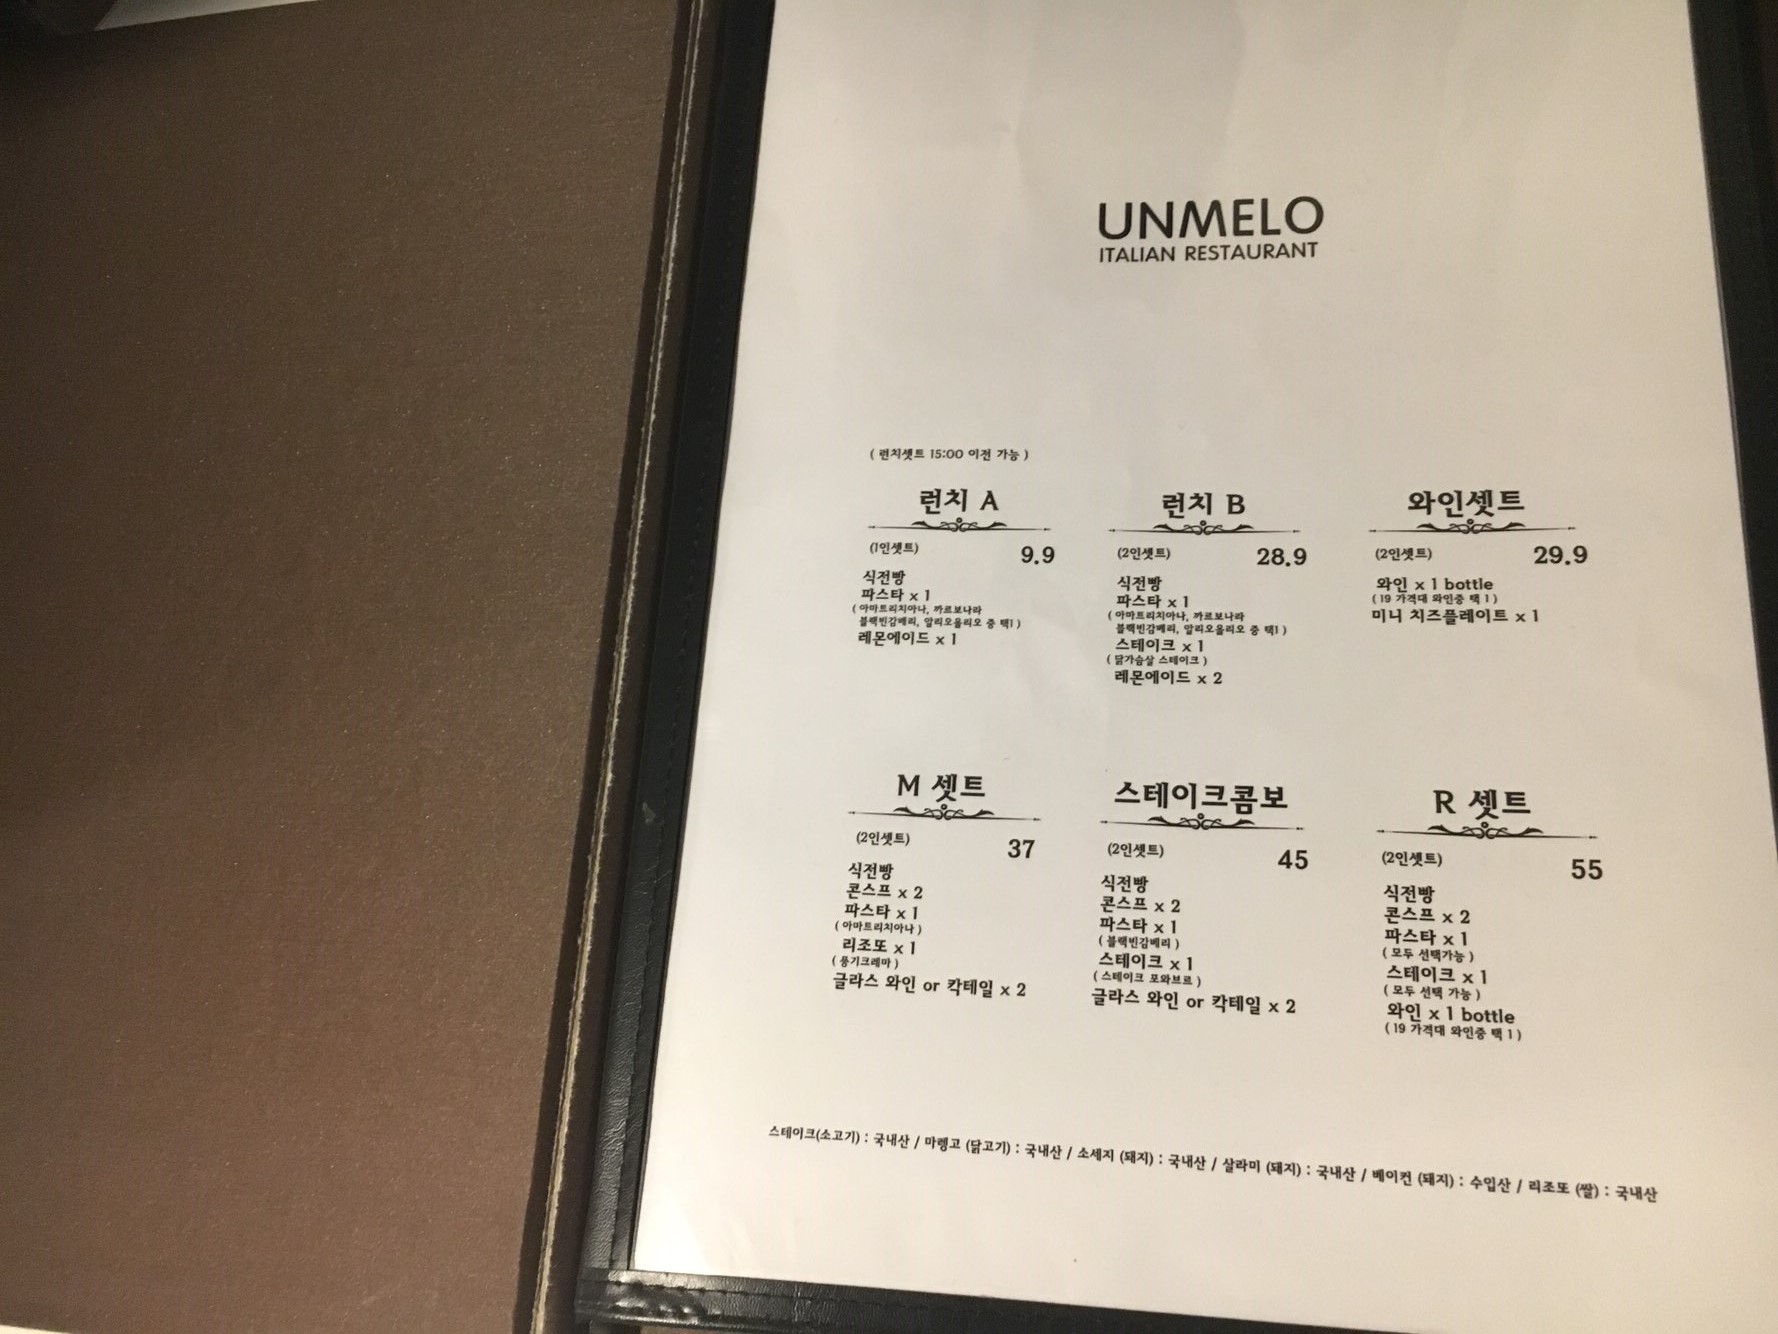 UNMELO
ITALIAN RESTAURANT
(런치셋트 15:00 이전 가능 )
런치 A
(1인셋트) 9.9
식전빵
파스타 x 1
( 아마트리치아나, 까르보나라
블랙빈감베리, 알리오올리오 중 택1 )
레몬에이드 x 1
런치 B
(2인셋트) 28.9
식전빵
파스타 x 1
( 아마트리치아나, 까르보나라
블랙빈감베리, 알리오올리오 중 택1 )
스테이크 x 1
( 닭가슴살 스테이크 )
레몬에이드 x 2
와인셋트
(2인셋트) 29.9
와인 x 1 bottle
( 19 가격대 와인중 택 1 )
미니 치즈플레이트 x 1
M 셋트
(2인셋트) 37
식전빵
콘스프 x 2
파스타 x 1
( 아마트리치아나 )
리조또 x 1
( 풍기크레마 )
글라스 와인 or 칵테일 x 2
스테이크콤보
(2인셋트) 45
식전빵
콘스프 x 2
파스타 x 1
( 블랙빈감베리 )
스테이크 x 1
( 스테이크 포와브르 )
글라스 와인 or 칵테일 x 2
R 셋트
(2인셋트) 55
식전빵
콘스프 x 2
파스타 x 1
( 모두 선택가능 )
스테이크 x 1
( 모두 선택 가능 )
와인 x 1 bottle
( 19 가격대 와인중 택 1 )
스테이크(소고기) : 국내산 / 마렝고 (닭고기) : 국내산 / 소세지 (돼지) : 국내산 / 살라미 (돼지) : 국내산 / 베이컨 (돼지) : 수입산 / 리조또 (쌀) : 국내산